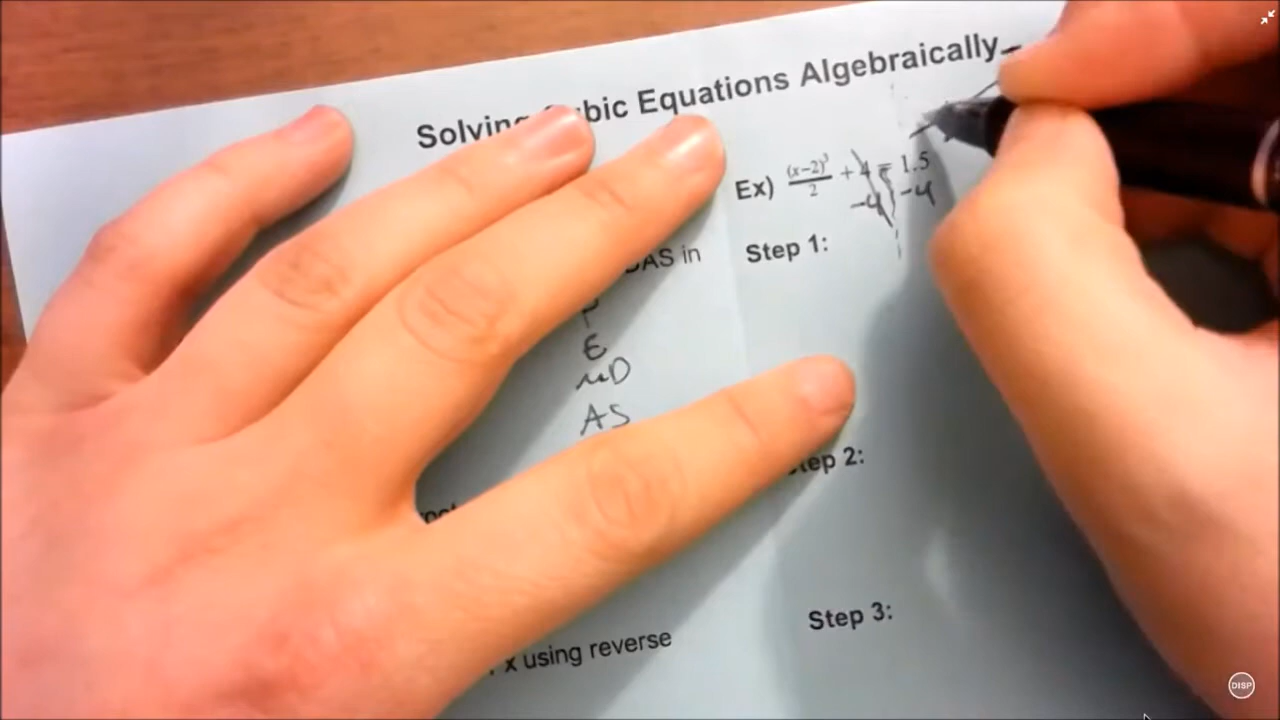 Solving Cubic Equations Algebraically
Ex) (x-2)³/2 + 4 = 1.5
-4 -4
in
Step 1:
P
E
MD
AS
Step 2:
Step 3:
x using reverse
DISP